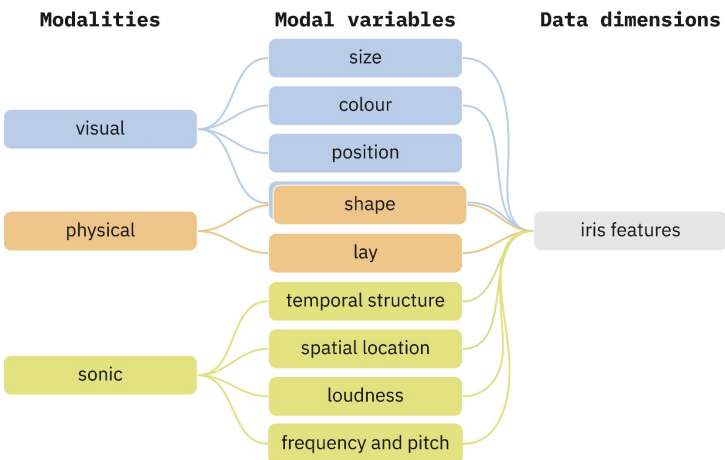 Modalities
Modal variables
Data dimensions
visual
physical
sonic
size
colour
position
shape
lay
temporal structure
spatial location
loudness
frequency and pitch
iris features